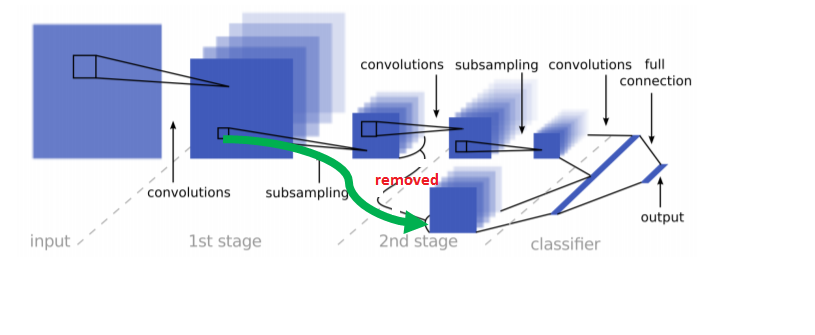 convolutions subsampling convolutions full
connection
removed
convolutions subsampling
output
input 1st stage 2nd stage classifier